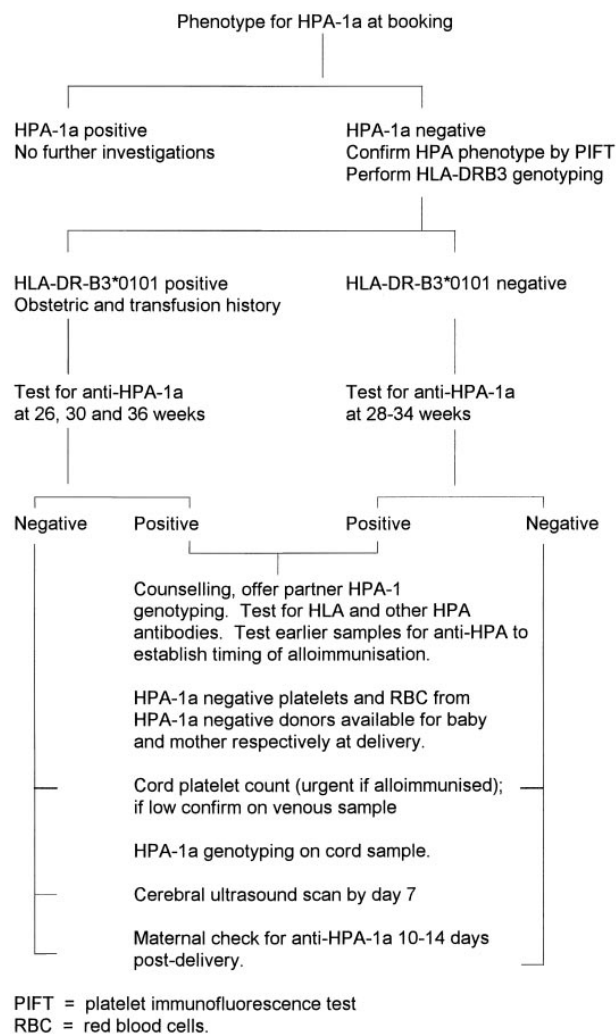 Phenotype for HPA-1a at booking
HPA-1a positive
No further investigations
HPA-1a negative
Confirm HPA phenotype by PIFT
Perform HLA-DRB3 genotyping
HLA-DR-B3*0101 positive
Obstetric and transfusion history
HLA-DR-B3*0101 negative
Test for anti-HPA-1a
at 26, 30 and 36 weeks
Test for anti-HPA-1a
at 28-34 weeks
Negative
Positive
Positive
Negative
Counselling, offer partner HPA-1
genotyping. Test for HLA and other HPA
antibodies. Test earlier samples for anti-HPA to
establish timing of alloimmunisation.
HPA-1a negative platelets and RBC from
HPA-1a negative donors available for baby
and mother respectively at delivery.
Cord platelet count (urgent if alloimmunised);
if low confirm on venous sample
HPA-1a genotyping on cord sample.
Cerebral ultrasound scan by day 7
Maternal check for anti-HPA-1a 10-14 days
post-delivery.
PIFT = platelet immunofluorescence test
RBC = red blood cells.